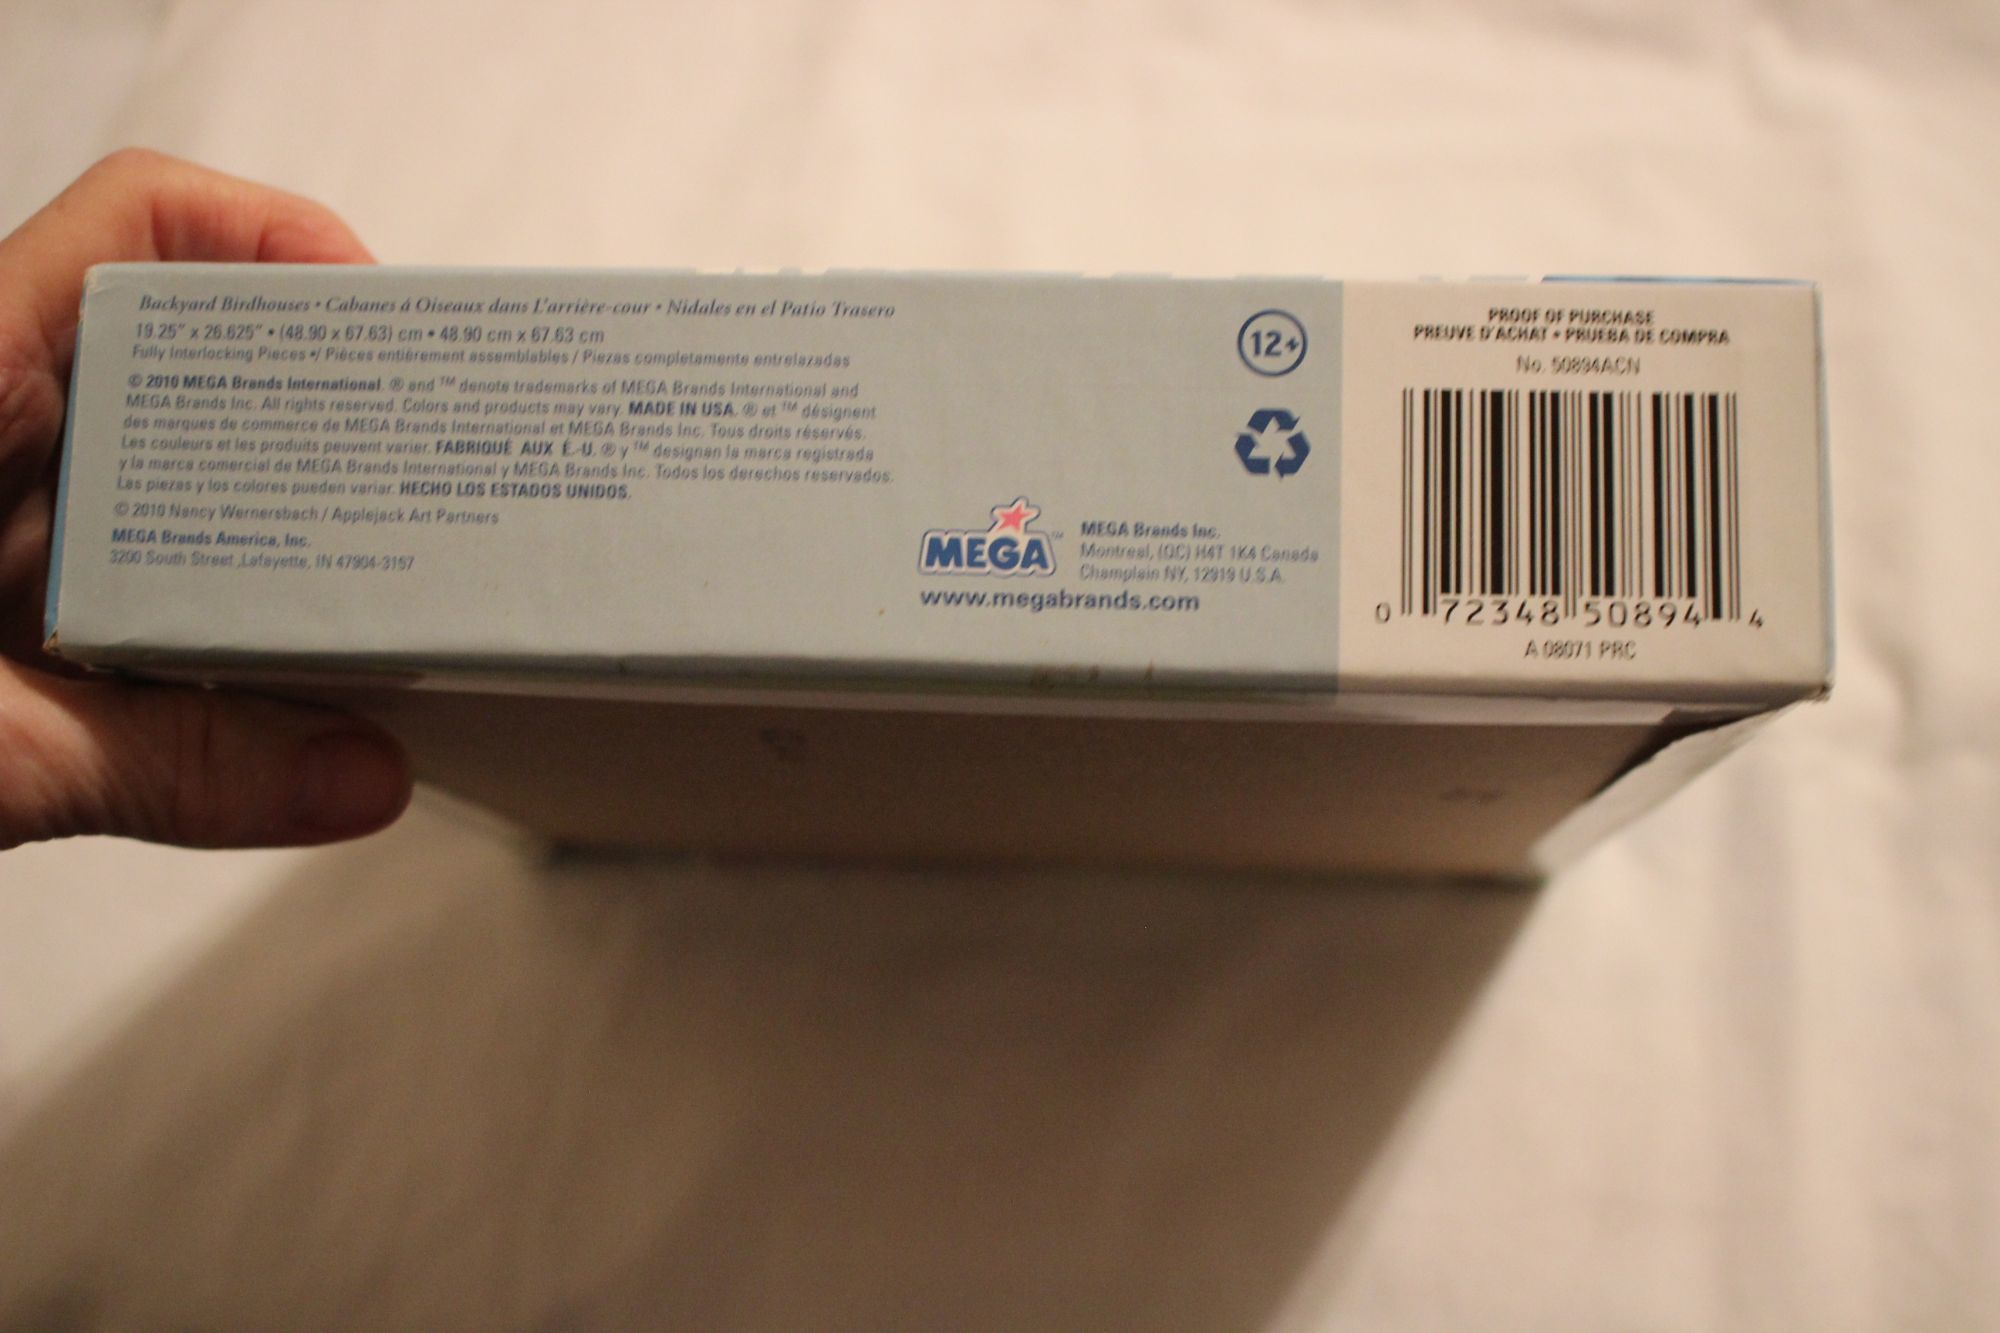 Backyard Birdhouses • Cabanes á Oiseaux dans L'arrière-cour • Nidales en el Patio Trasero
19.25" x 26.625" • (48.90 x 67.63) cm • 48.90 cm x 67.63 cm
Fully Interlocking Pieces •/ Pièces entièrement assemblables / Piezas completamente entrelazadas
© 2010 MEGA Brands International. ® and ™ denote trademarks of MEGA Brands International and
MEGA Brands Inc. All rights reserved. Colors and products may vary. MADE IN USA. ® et ™ désignent
des marques de commerce de MEGA Brands International et MEGA Brands Inc. Tous droits réservés.
Les couleurs et les produits peuvent varier. FABRIQUÉ AUX É.-U. ® y ™ designan la marca registrada
y la marca comercial de MEGA Brands International y MEGA Brands Inc. Todos los derechos reservados.
Las piezas y los colores pueden variar. HECHO LOS ESTADOS UNIDOS.
© 2010 Nancy Wernersbach / Applejack Art Partners
MEGA Brands America, Inc.
3200 South Street ,Lafayette, IN 47904-3157
MEGA™
MEGA Brands Inc.
Montreal, (QC) H4T 1K4 Canada
Champlain NY, 12919 U.S.A.
www.megabrands.com
12+
PROOF OF PURCHASE
PREUVE D'ACHAT • PRUEBA DE COMPRA
No. 50894ACN
0 72348 50894 4
A 08071 PRC